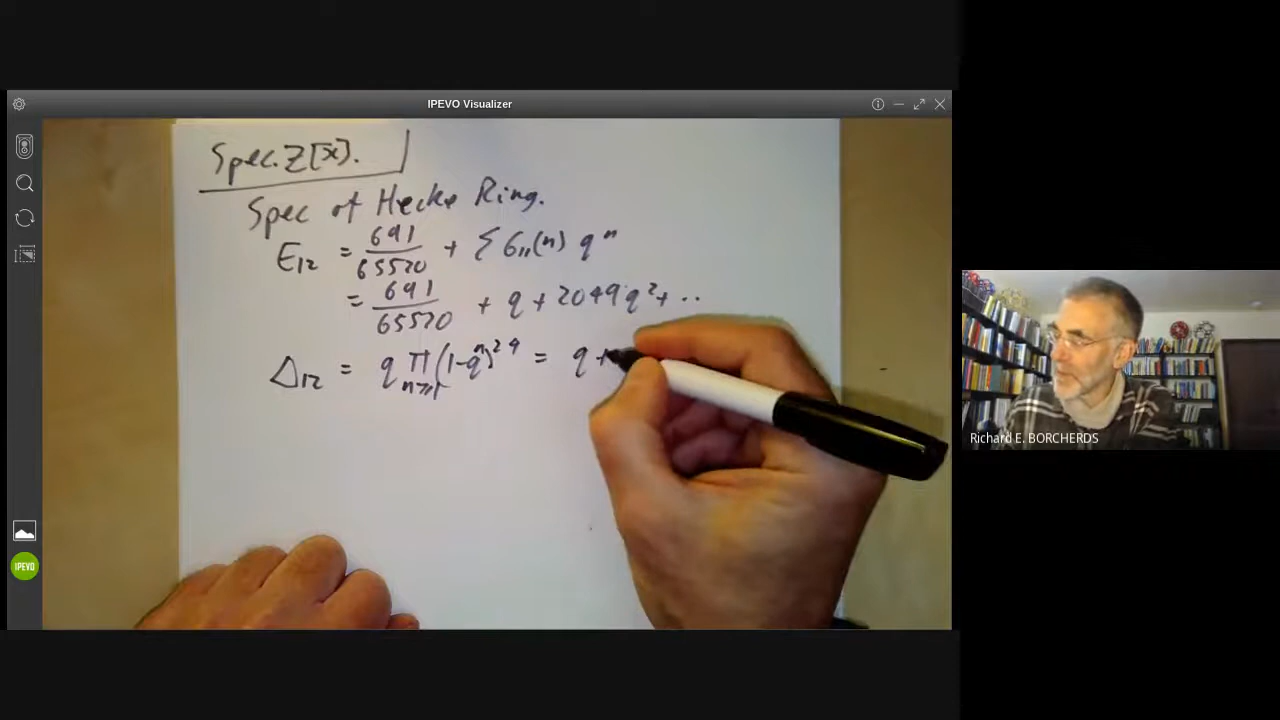 IPEVO Visualizer
Spec. Z[x].
Spec of Hecke Ring.
E₁₂ = 691/65520 + Σ σ₁₁(n) qⁿ
= 691/65520 + q + 2049q² + ..
Δ₁₂ = q Π_{n≥1} (1-qⁿ)²⁴ = q +
Richard E. BORCHERDS
IPEVO